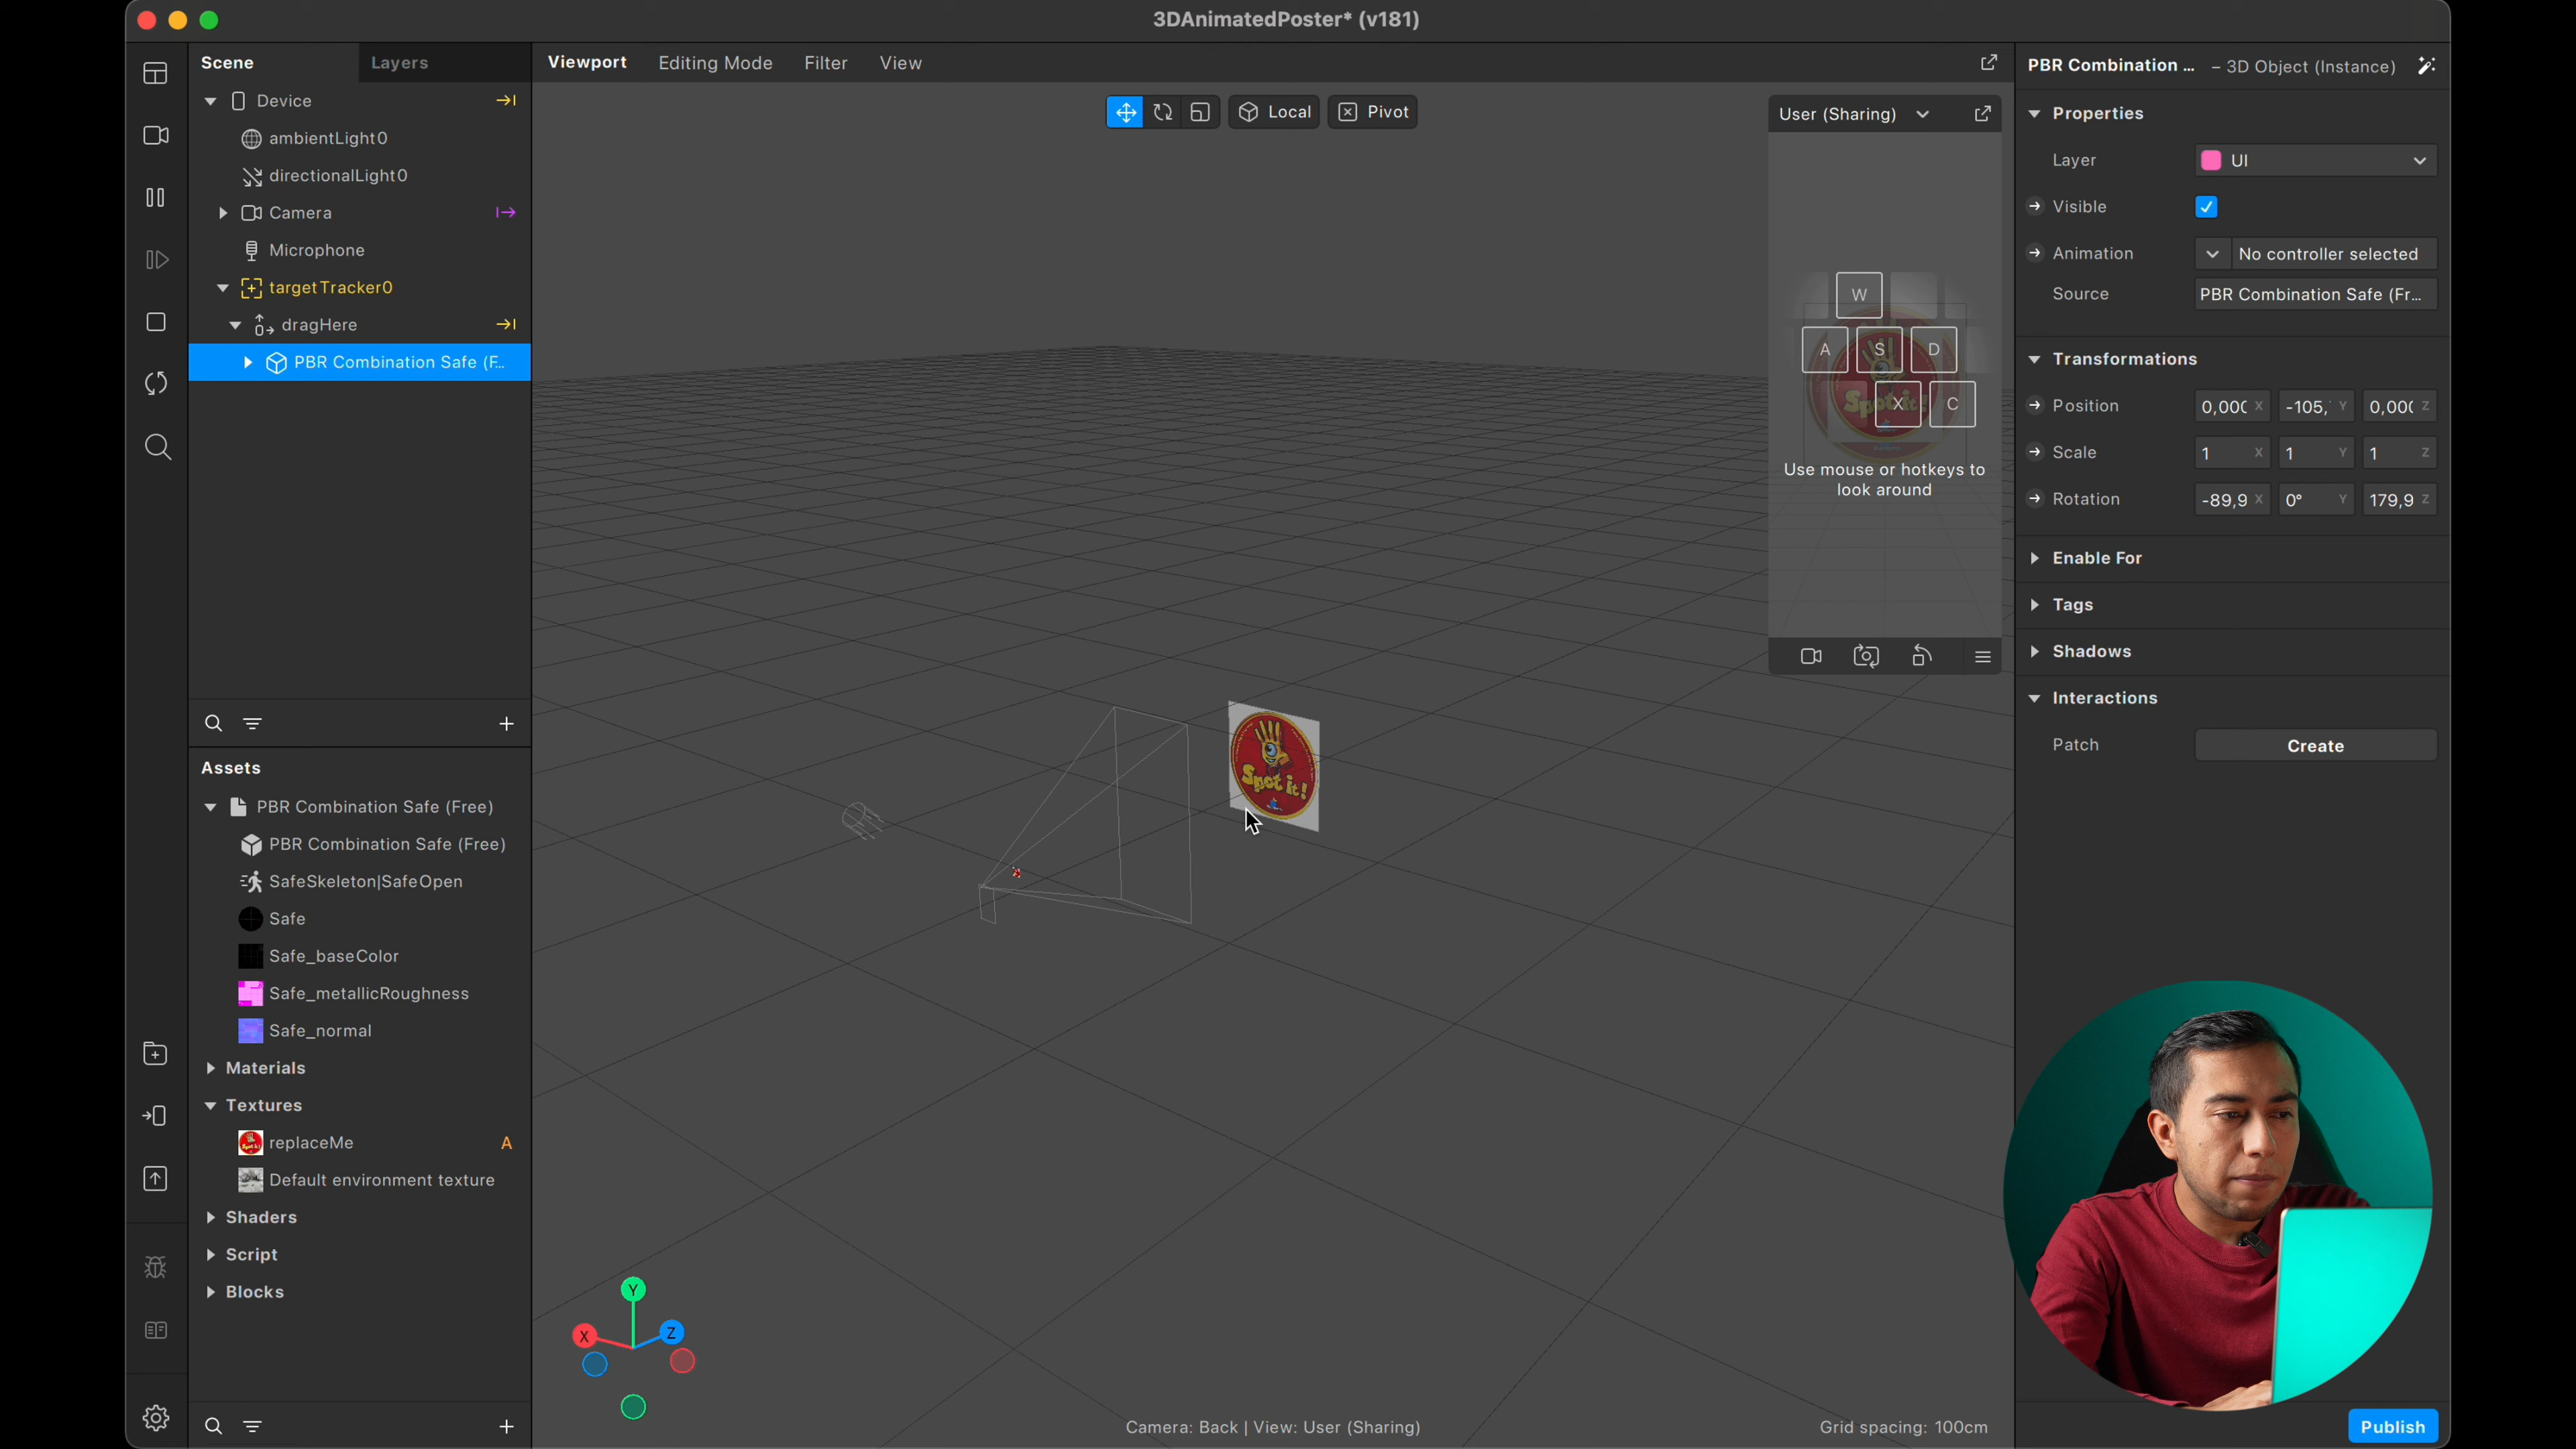 3DAnimatedPoster* (v181)
Scene
Layers
Device
ambientLight0
directionalLight0
Camera
Microphone
targetTracker0
dragHere
PBR Combination Safe (F...
Assets
PBR Combination Safe (Free)
PBR Combination Safe (Free)
SafeSkeleton|SafeOpen
Safe
Safe_baseColor
Safe_metallicRoughness
Safe_normal
Materials
Textures
replaceMe A
Default environment texture
Shaders
Script
Blocks
Viewport Editing Mode Filter View
Local
Pivot
User (Sharing)
W
A S D
X C
Spot it!
Use mouse or hotkeys to
look around
Spot it!
Y
X
Z
Camera: Back | View: User (Sharing)
Grid spacing: 100cm
PBR Combination ... – 3D Object (Instance)
Properties
Layer UI
Visible
Animation No controller selected
Source PBR Combination Safe (Fr...
Transformations
Position 0,000 X -105, Y 0,000 Z
Scale 1 X 1 Y 1 Z
Rotation -89,9 X 0° Y 179,9 Z
Enable For
Tags
Shadows
Interactions
Patch Create
Publish